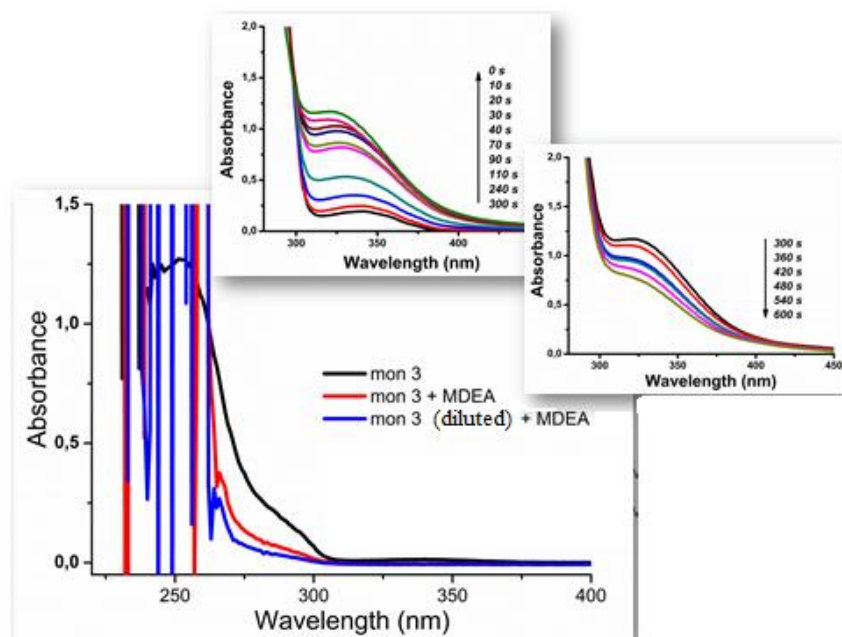 2,0
1,5
1,0
0,5
0,0
Absorbance
0 s
10 s
20 s
30 s
40 s
70 s
90 s
110 s
240 s
300 s
300 350 400
Wavelength (nm)
2,0
1,5
1,0
0,5
0,0
Absorbance
300 s
360 s
420 s
480 s
540 s
600 s
300 350 400 450
Wavelength (nm)
1,5
1,0
0,5
0,0
Absorbance
mon 3
mon 3 + MDEA
mon 3 (diluted) + MDEA
250 300 350 400
Wavelength (nm)